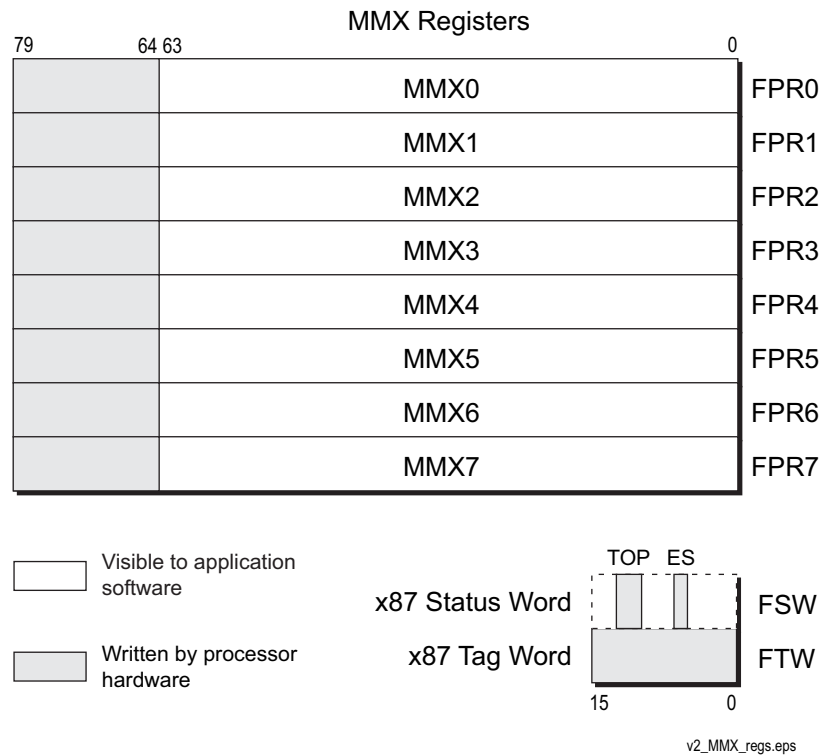 MMX Registers
79 64 63 0
MMX0 FPR0
MMX1 FPR1
MMX2 FPR2
MMX3 FPR3
MMX4 FPR4
MMX5 FPR5
MMX6 FPR6
MMX7 FPR7
Visible to application
software
Written by processor
hardware
TOP ES
x87 Status Word FSW
x87 Tag Word FTW
15 0
v2_MMX_regs.eps